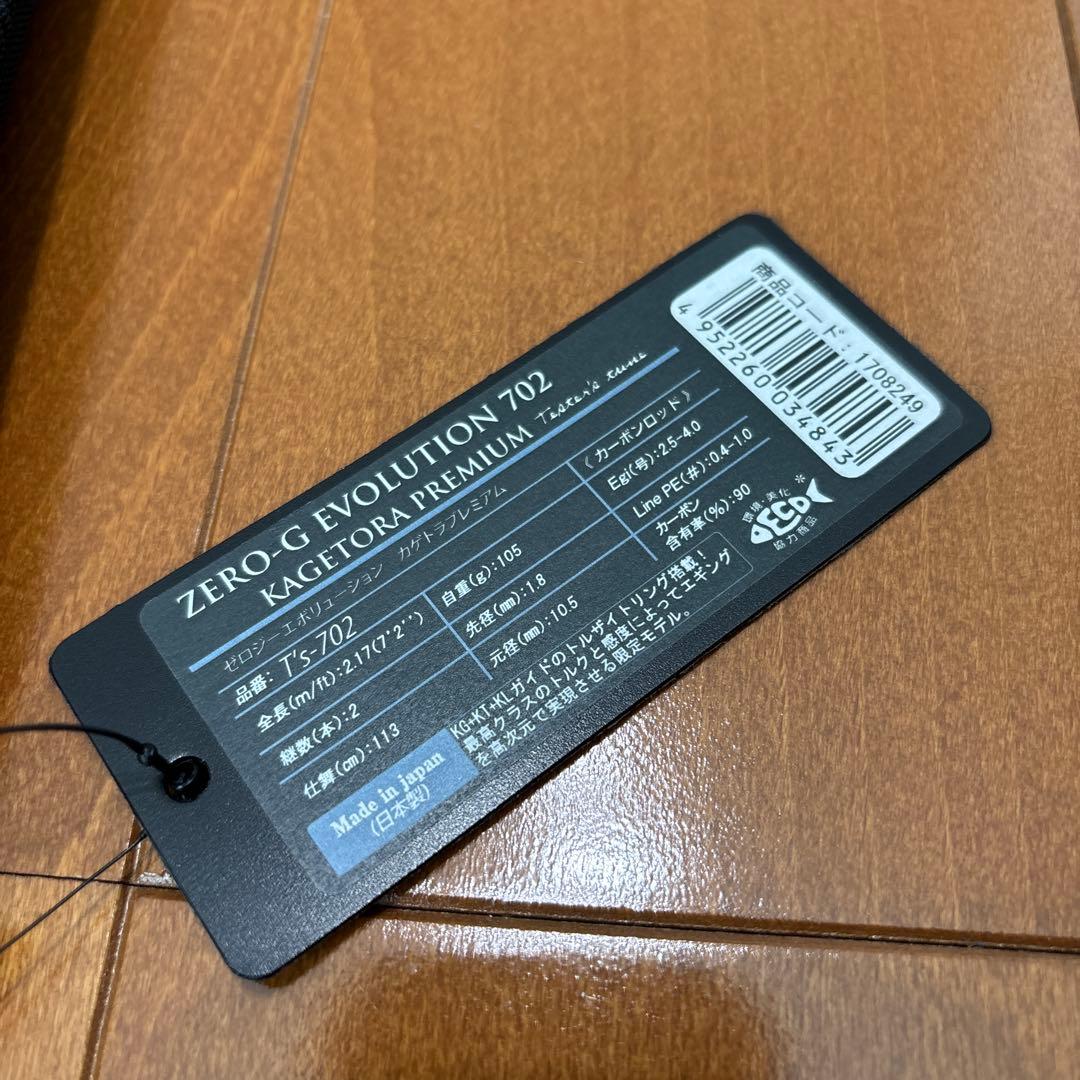 商品コード:1708249
4952260034843
ZERO-G EVOLUTION 702
KAGETORA PREMIUM Tester's tune
ゼロジーエボリューション カゲトラプレミアム
品番: T's-702
《カーボンロッド》
全長(m/ft):2.17(7'2'')
自重(g):105
Egi(号):2.5-4.0
継数(本):2
先径(㎜):1.8
Line PE(#):0.4-1.0
仕舞(㎝):113
元径(㎜):10.5
カーボン
含有率(%):90
Made in japan
(日本製)
KG+KT+KLガイドのトルザイトリング搭載!
最高クラスのトルクと感度によってエギング
を高次元で実現させる限定モデル。
環境・美化
ECO
協力商品